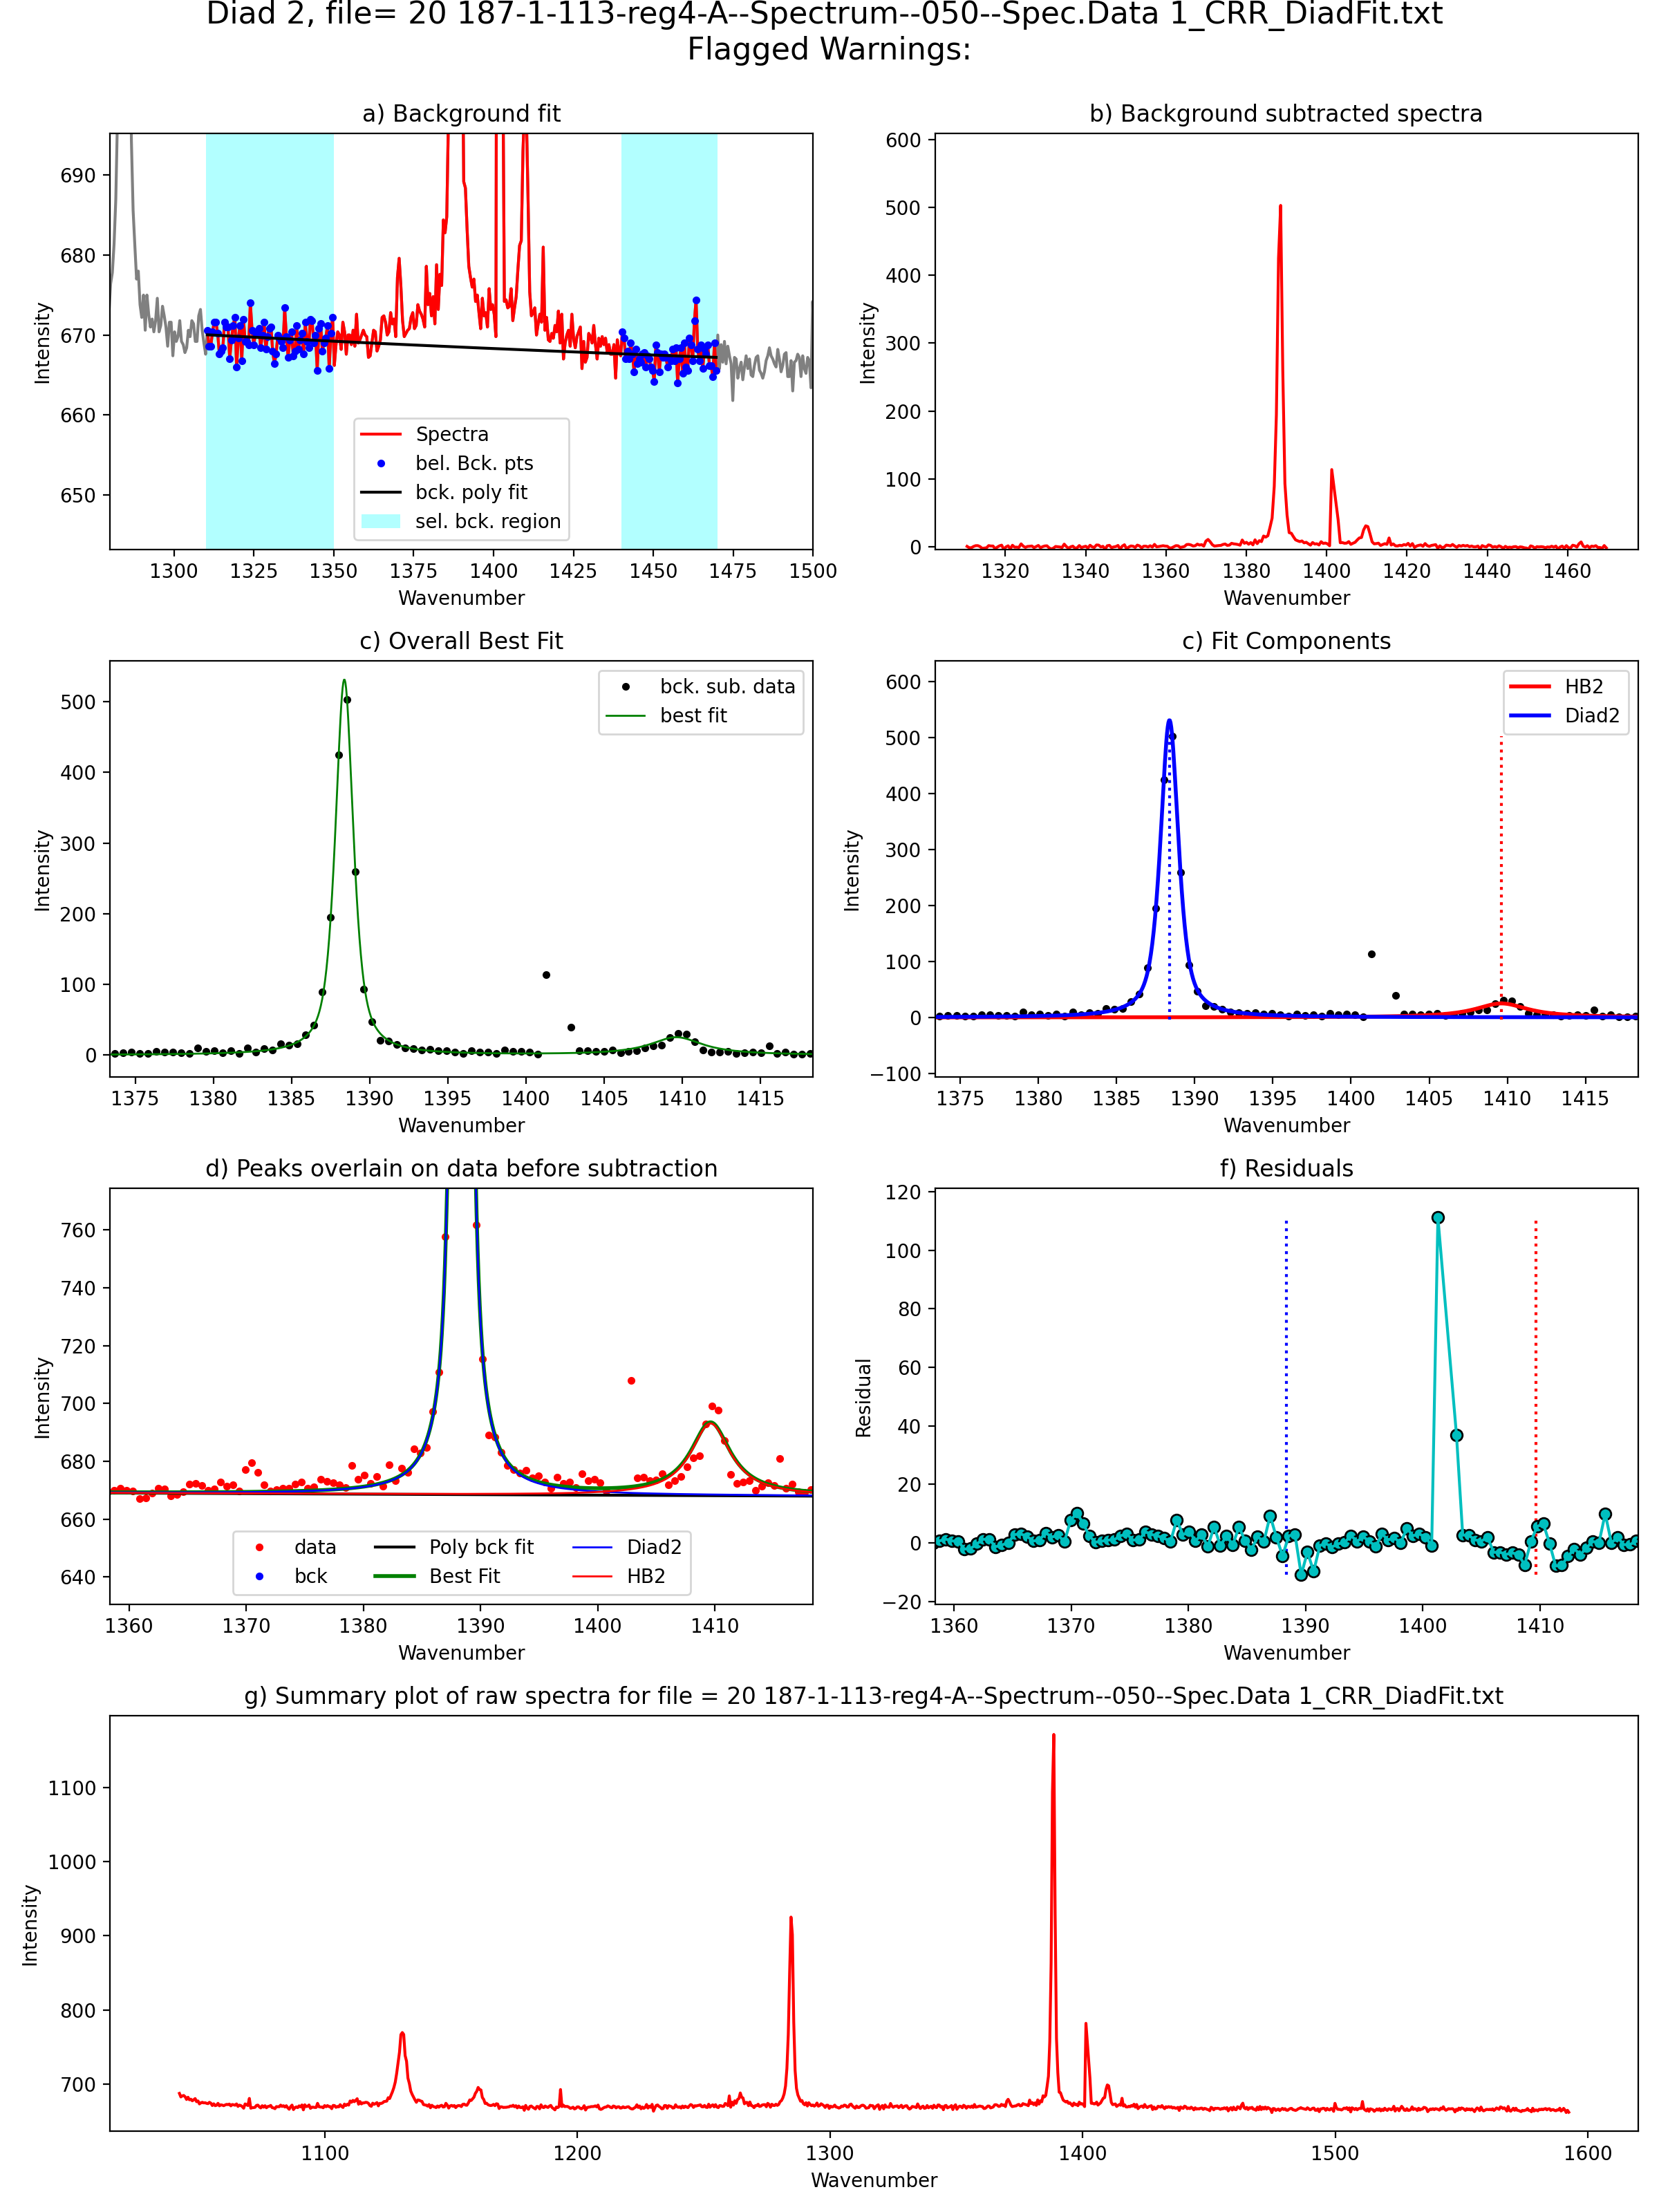 Diad 2, file= 20 187-1-113-reg4-A--Spectrum--050--Spec.Data 1_CRR_DiadFit.txt
Flagged Warnings:
a) Background fit
Intensity
690
680
670
660
650
Spectra
bel. Bck. pts
bck. poly fit
sel. bck. region
1300 1325 1350 1375 1400 1425 1450 1475 1500
Wavenumber
b) Background subtracted spectra
Intensity
600
500
400
300
200
100
0
1320 1340 1360 1380 1400 1420 1440 1460
Wavenumber
c) Overall Best Fit
Intensity
500
400
300
200
100
0
bck. sub. data
best fit
1375 1380 1385 1390 1395 1400 1405 1410 1415
Wavenumber
c) Fit Components
Intensity
600
500
400
300
200
100
0
−100
HB2
Diad2
1375 1380 1385 1390 1395 1400 1405 1410 1415
Wavenumber
d) Peaks overlain on data before subtraction
Intensity
760
740
720
700
680
660
640
data
bck
Poly bck fit
Best Fit
Diad2
HB2
1360 1370 1380 1390 1400 1410
Wavenumber
f) Residuals
Residual
120
100
80
60
40
20
0
−20
1360 1370 1380 1390 1400 1410
Wavenumber
g) Summary plot of raw spectra for file = 20 187-1-113-reg4-A--Spectrum--050--Spec.Data 1_CRR_DiadFit.txt
Intensity
1100
1000
900
800
700
1100 1200 1300 1400 1500 1600
Wavenumber